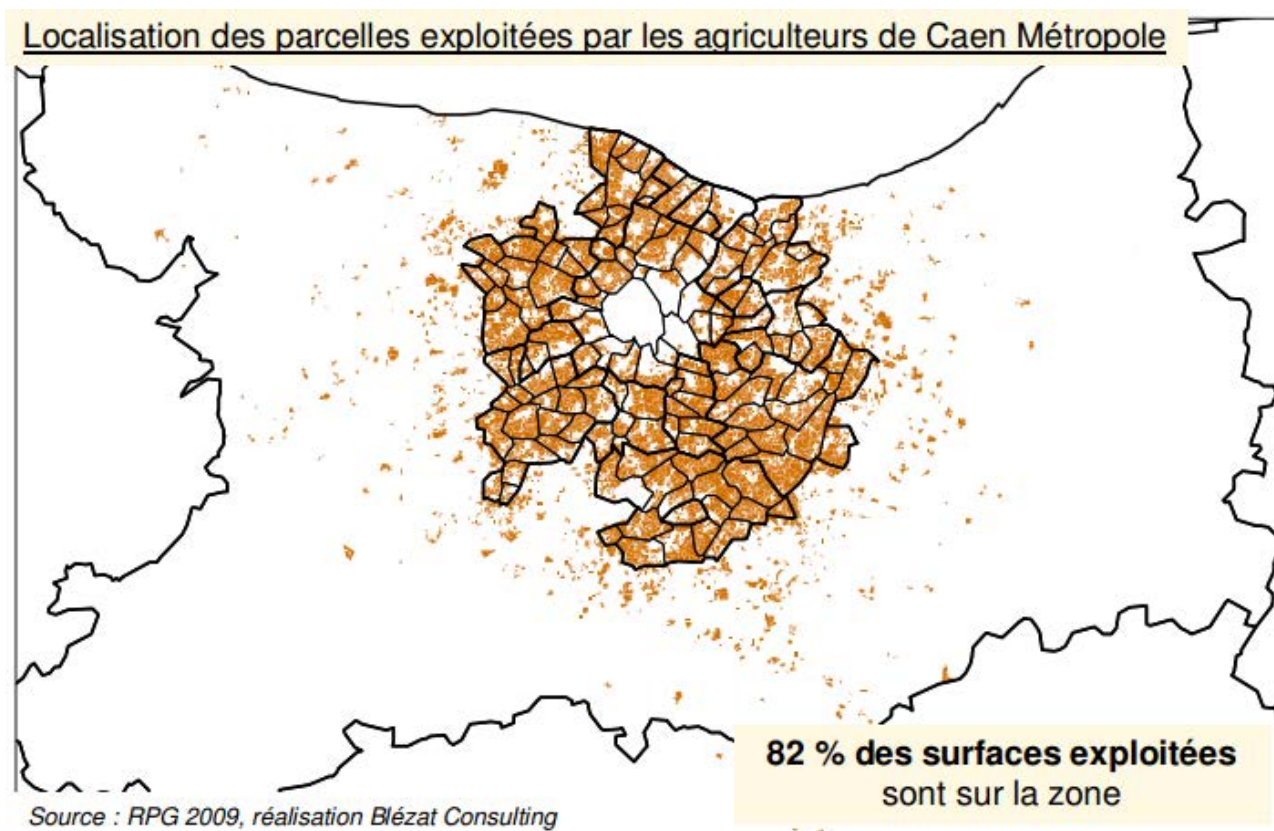 Localisation des parcelles exploitées par les agriculteurs de Caen Métropole
82 % des surfaces exploitées
sont sur la zone
Source : RPG 2009, réalisation Blézat Consulting